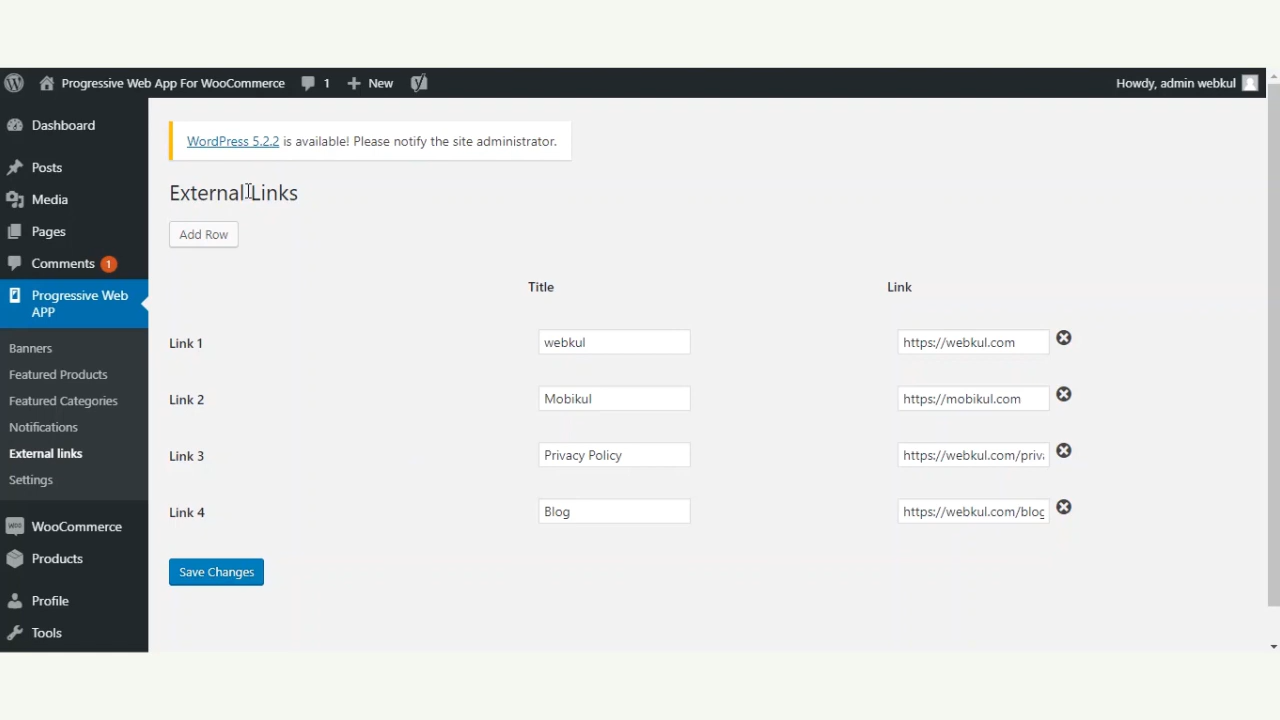 Progressive Web App For WooCommerce 1 New Howdy, admin webkul
Dashboard
Posts
Media
Pages
Comments 1
Progressive Web
APP
Banners
Featured Products
Featured Categories
Notifications
External links
Settings
WooCommerce
Products
Profile
Tools
WordPress 5.2.2 is available! Please notify the site administrator.
External Links
Add Row
Title Link
Link 1 webkul https://webkul.com
Link 2 Mobikul https://mobikul.com
Link 3 Privacy Policy https://webkul.com/priv
Link 4 Blog https://webkul.com/blog
Save Changes